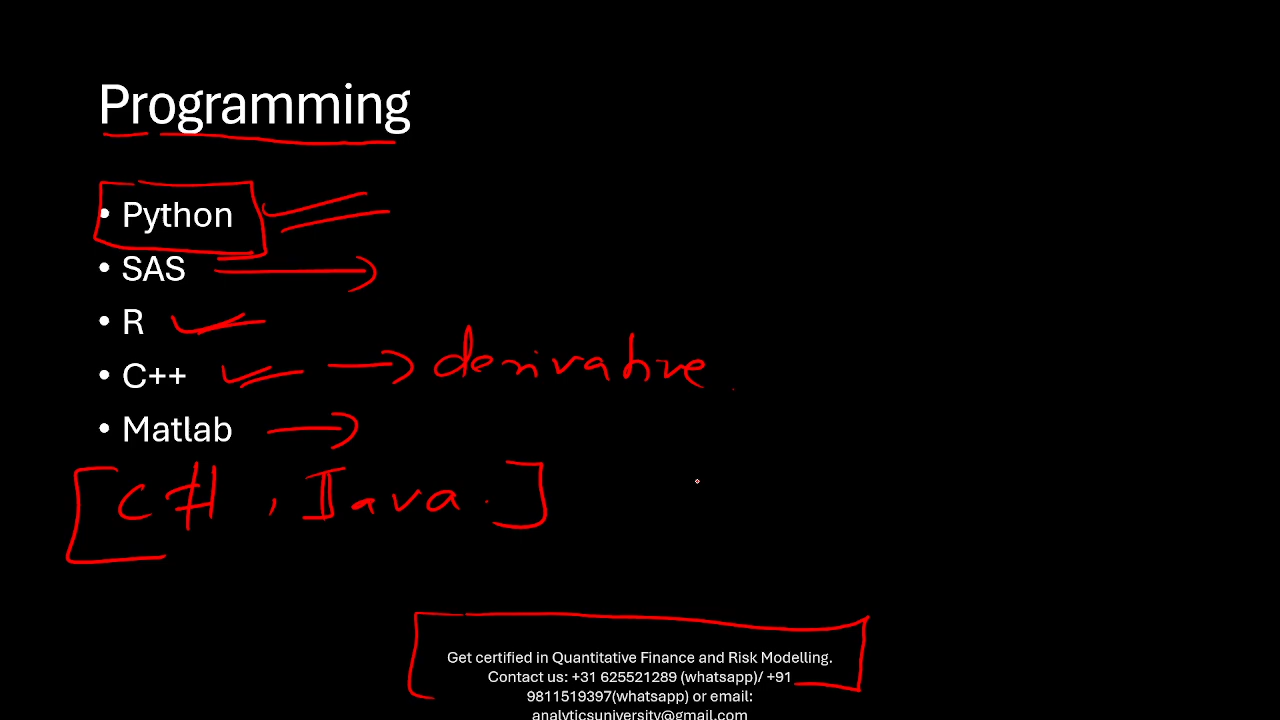 Programming
• Python
• SAS
• R
• C++ → derivative
• Matlab
[C#, Java.]
Get certified in Quantitative Finance and Risk Modelling.
Contact us: +31 625521289 (whatsapp)/ +91
9811519397(whatsapp) or email:
analyticsuniversity@gmail.com